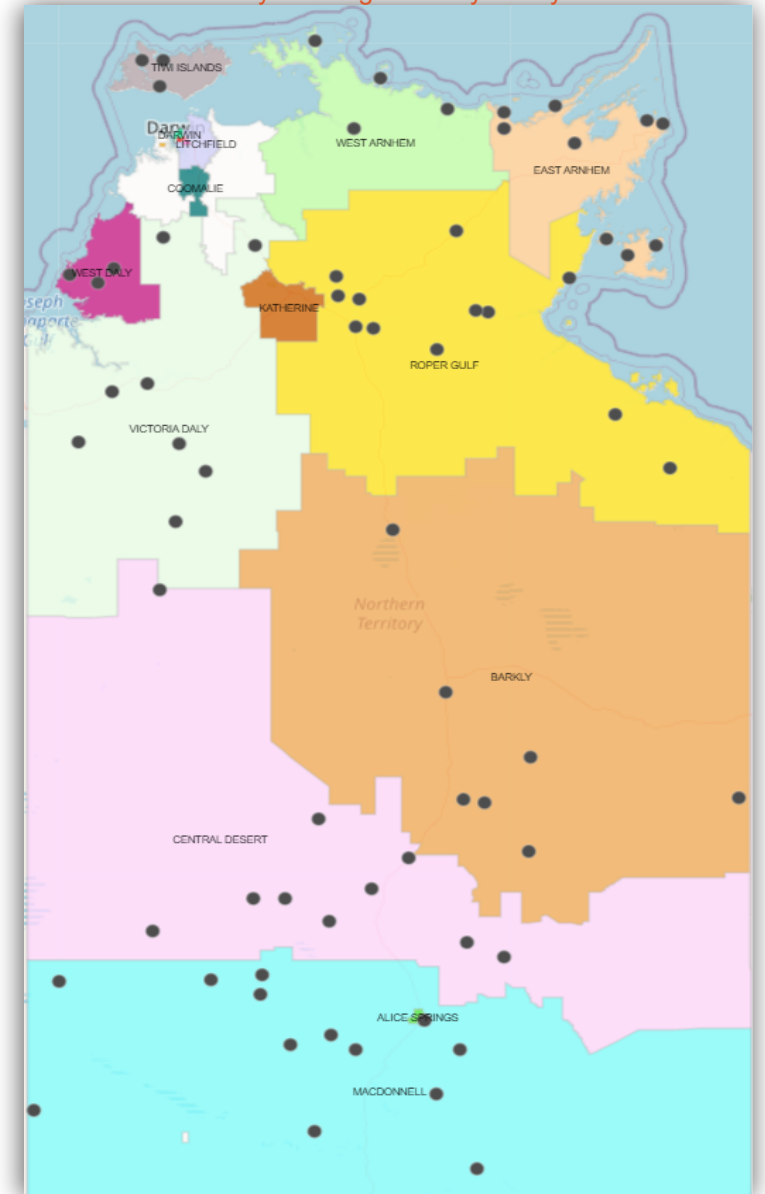 TIWI ISLANDS
Darwin
DARWIN
LITCHFIELD
WEST ARNHEM
EAST ARNHEM
COOMALIE
WEST DALY
KATHERINE
ROPER GULF
VICTORIA DALY
Northern
Territory
BARKLY
CENTRAL DESERT
ALICE SPRINGS
MACDONNELL